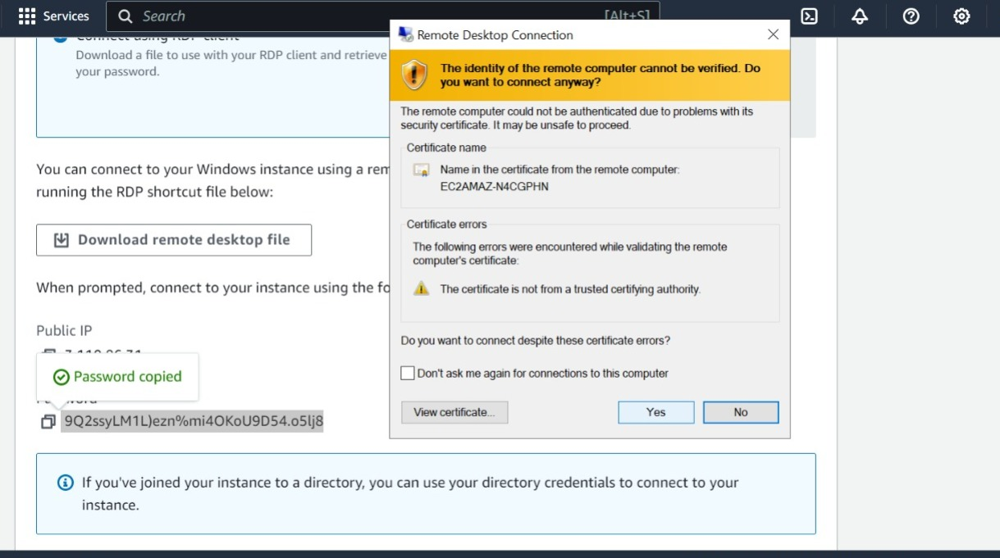 Services
Search
[Alt+S]
Connect using RDP client
Download a file to use with your RDP client and retrieve
your password.
You can connect to your Windows instance using a rem
running the RDP shortcut file below:
Download remote desktop file
When prompted, connect to your instance using the fo
Public IP
Password copied
Password
9Q2ssyLM1L)ezn%mi4OKoU9D54.o5lj8
If you've joined your instance to a directory, you can use your directory credentials to connect to your
instance.
Remote Desktop Connection
The identity of the remote computer cannot be verified. Do
you want to connect anyway?
The remote computer could not be authenticated due to problems with its
security certificate. It may be unsafe to proceed.
Certificate name
Name in the certificate from the remote computer:
EC2AMAZ-N4CGPHN
Certificate errors
The following errors were encountered while validating the remote
computer's certificate:
The certificate is not from a trusted certifying authority.
Do you want to connect despite these certificate errors?
Don't ask me again for connections to this computer
View certificate...
Yes
No